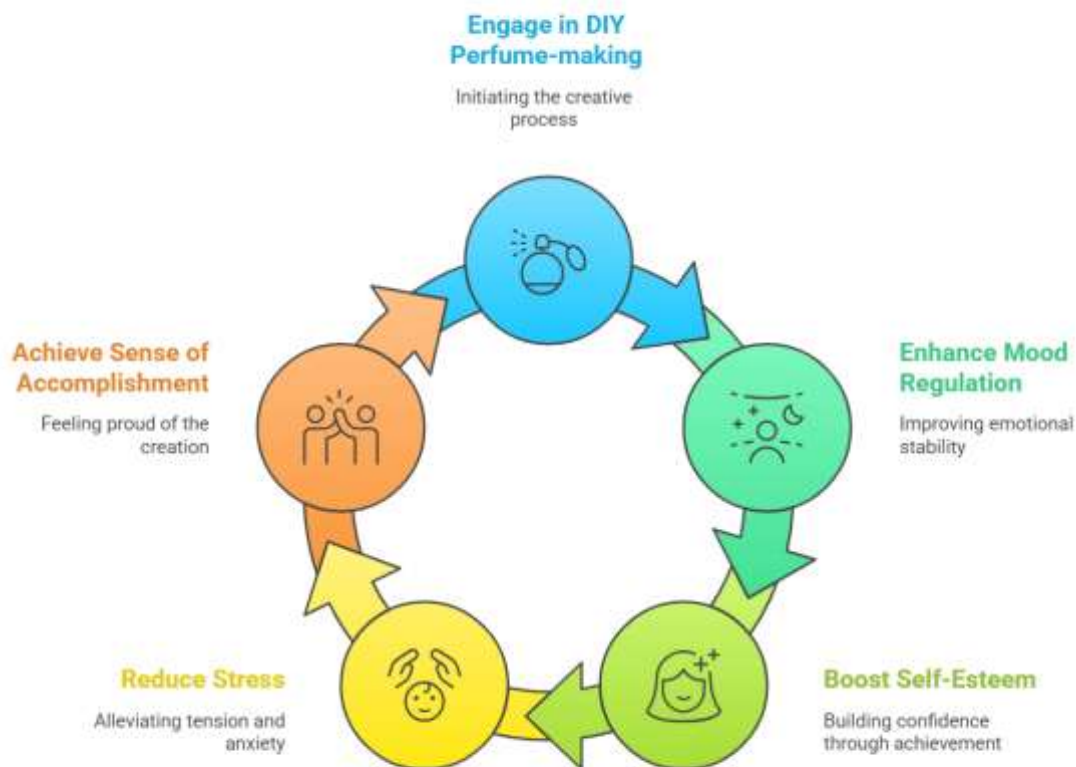 Engage in DIY
Perfume-making
Initiating the creative
process
Enhance Mood
Regulation
Improving emotional
stability
Boost Self-Esteem
Building confidence
through achievement
Reduce Stress
Alleviating tension and
anxiety
Achieve Sense of
Accomplishment
Feeling proud of the
creation